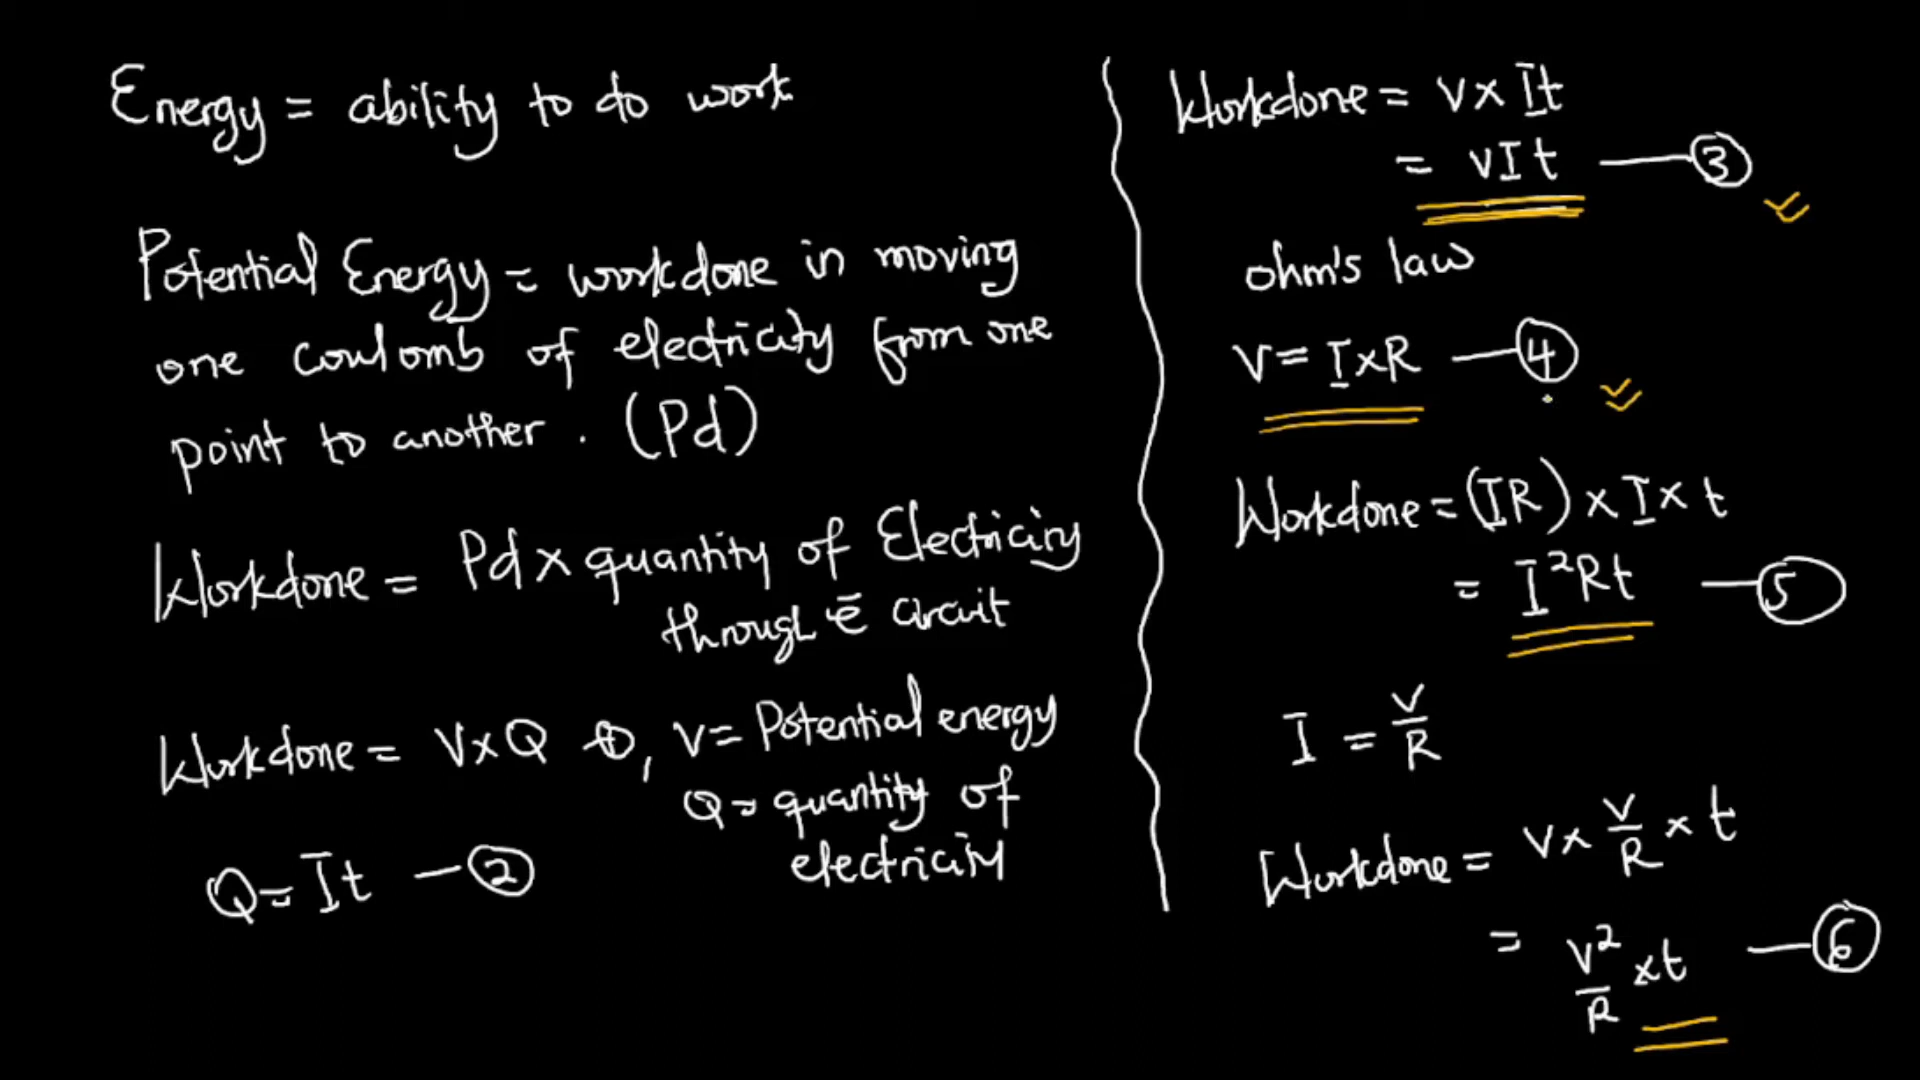 Energy = ability to do work
Potential Energy = workdone in moving
one coulomb of electricity from one
point to another. (Pd)
Workdone = Pd x quantity of Electricity
through ē circuit
Workdone = V x Q ①, V = Potential energy
Q = quantity of
electricity
Q = It — ②
Workdone = V x It
= VIt — ③
ohm's law
V = I x R — ④
Workdone = (IR) x I x t
= I²Rt — ⑤
I = V/R
Workdone = V x V/R x t
= V²/R x t — ⑥